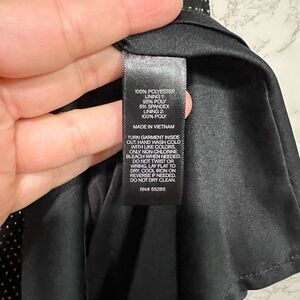 100% POLYESTER
LINING 1:
95% POLY
5% SPANDEX
LINING 2:
100% POLY
MADE IN VIETNAM
TURN GARMENT INSIDE
OUT, HAND WASH COLD
WITH LIKE COLORS,
ONLY NON-CHLORINE
BLEACH WHEN NEEDED.
DO NOT TWIST OR
WRING. LAY FLAT TO
DRY. COOL IRON ON
REVERSE IF NEEDED.
DO NOT DRY CLEAN.
RN# 55285